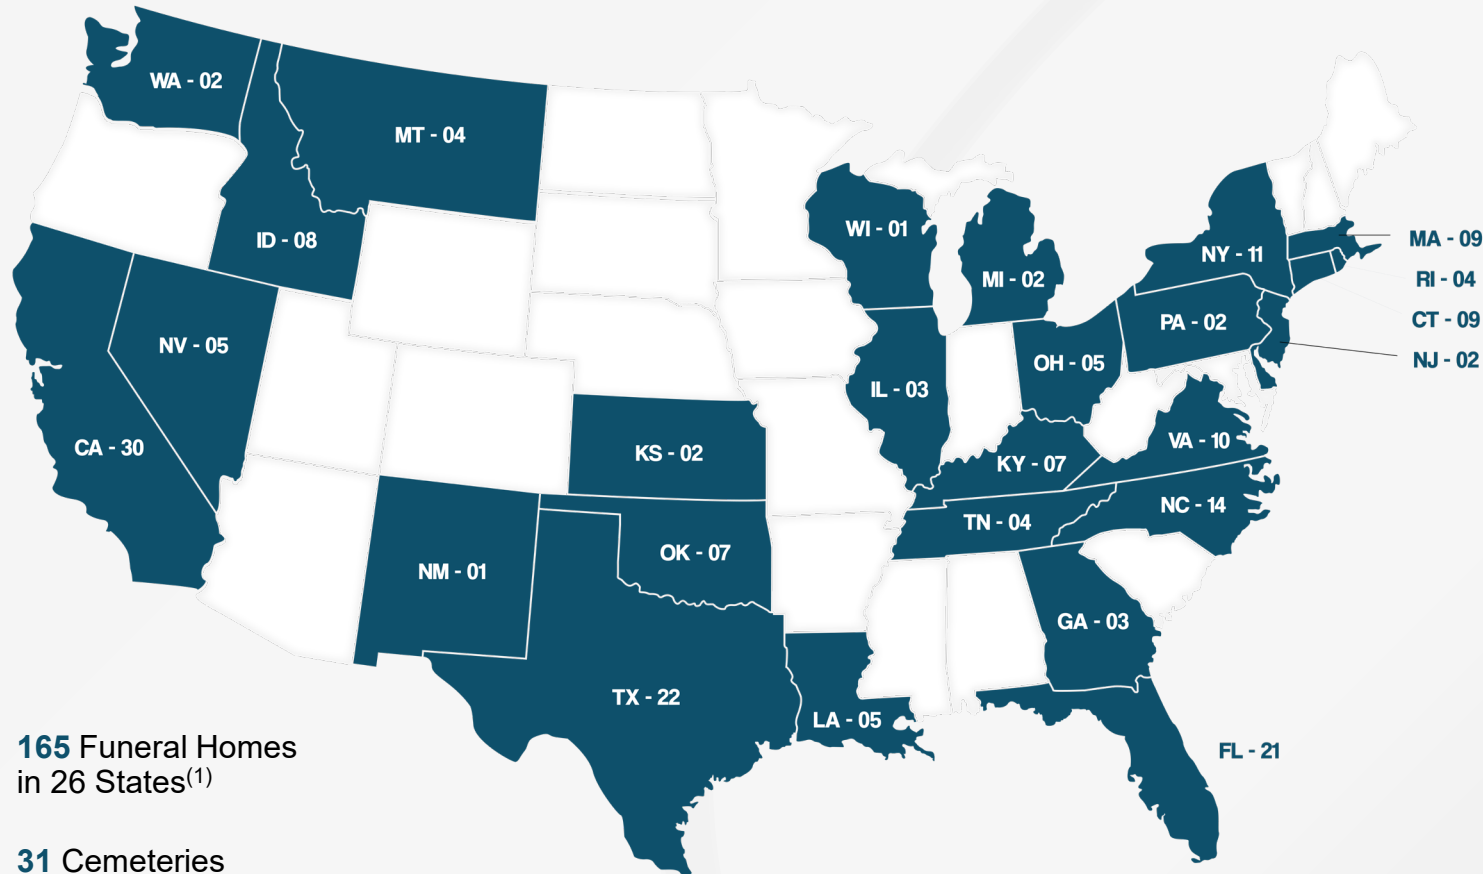 WA - 02
MT - 04
ID - 08
WI - 01
MI - 02
NY - 11
MA - 09
RI - 04
CT - 09
NJ - 02
PA - 02
NV - 05
OH - 05
IL - 03
CA - 30
KS - 02
KY - 07
VA - 10
NC - 14
TN - 04
OK - 07
NM - 01
GA - 03
TX - 22
LA - 05
FL - 21
165 Funeral Homes
in 26 States(1)
31 Cemeteries